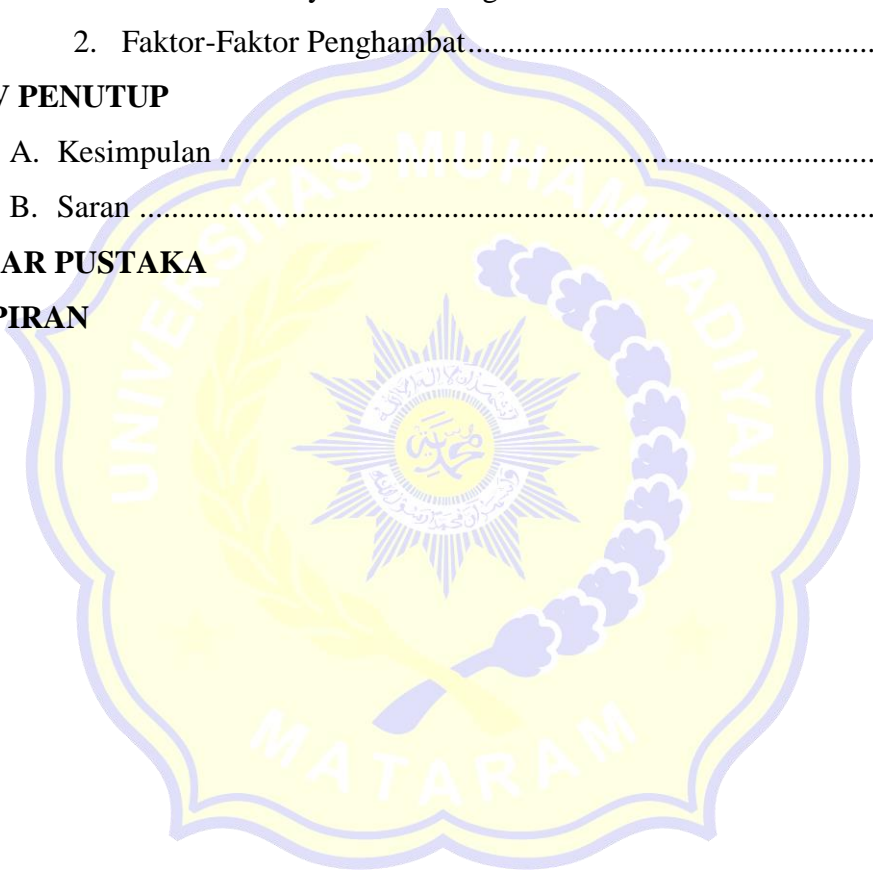 2. Faktor-Faktor Penghambat
V PENUTUP
A. Kesimpulan
B. Saran
AR PUSTAKA
PIRAN
UNIVERSITAS MUHAMMADIYAH
MATARAM